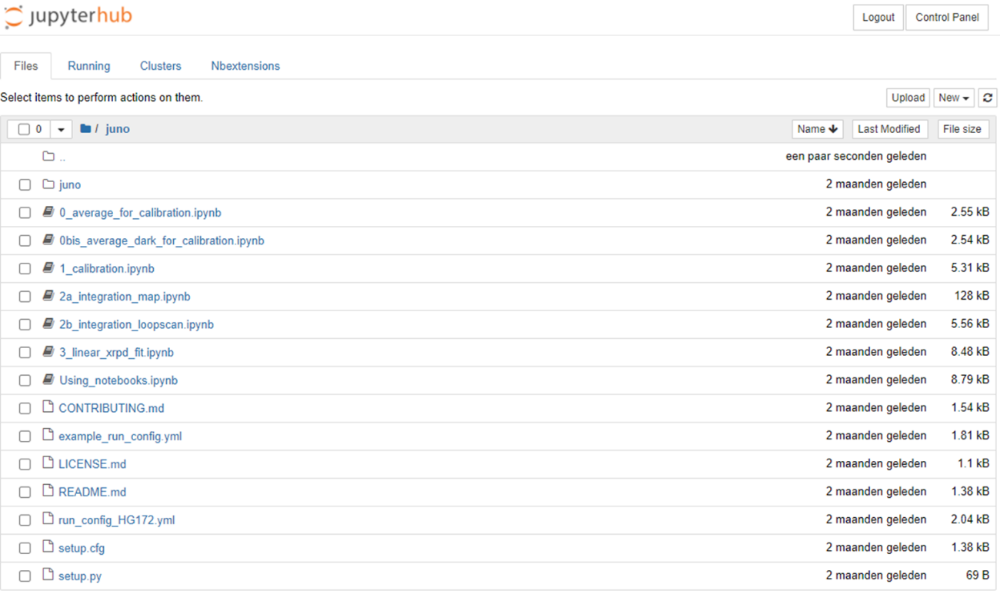 jupyterhub Logout Control Panel
Files Running Clusters Nbextensions
Select items to perform actions on them. Upload New
0 / juno Name Last Modified File size
.. een paar seconden geleden
juno 2 maanden geleden
0_average_for_calibration.ipynb 2 maanden geleden 2.55 kB
0bis_average_dark_for_calibration.ipynb 2 maanden geleden 2.54 kB
1_calibration.ipynb 2 maanden geleden 5.31 kB
2a_integration_map.ipynb 2 maanden geleden 128 kB
2b_integration_loopscan.ipynb 2 maanden geleden 5.56 kB
3_linear_xrpd_fit.ipynb 2 maanden geleden 8.48 kB
Using_notebooks.ipynb 2 maanden geleden 8.79 kB
CONTRIBUTING.md 2 maanden geleden 1.54 kB
example_run_config.yml 2 maanden geleden 1.81 kB
LICENSE.md 2 maanden geleden 1.1 kB
README.md 2 maanden geleden 1.38 kB
run_config_HG172.yml 2 maanden geleden 2.04 kB
setup.cfg 2 maanden geleden 1.38 kB
setup.py 2 maanden geleden 69 B